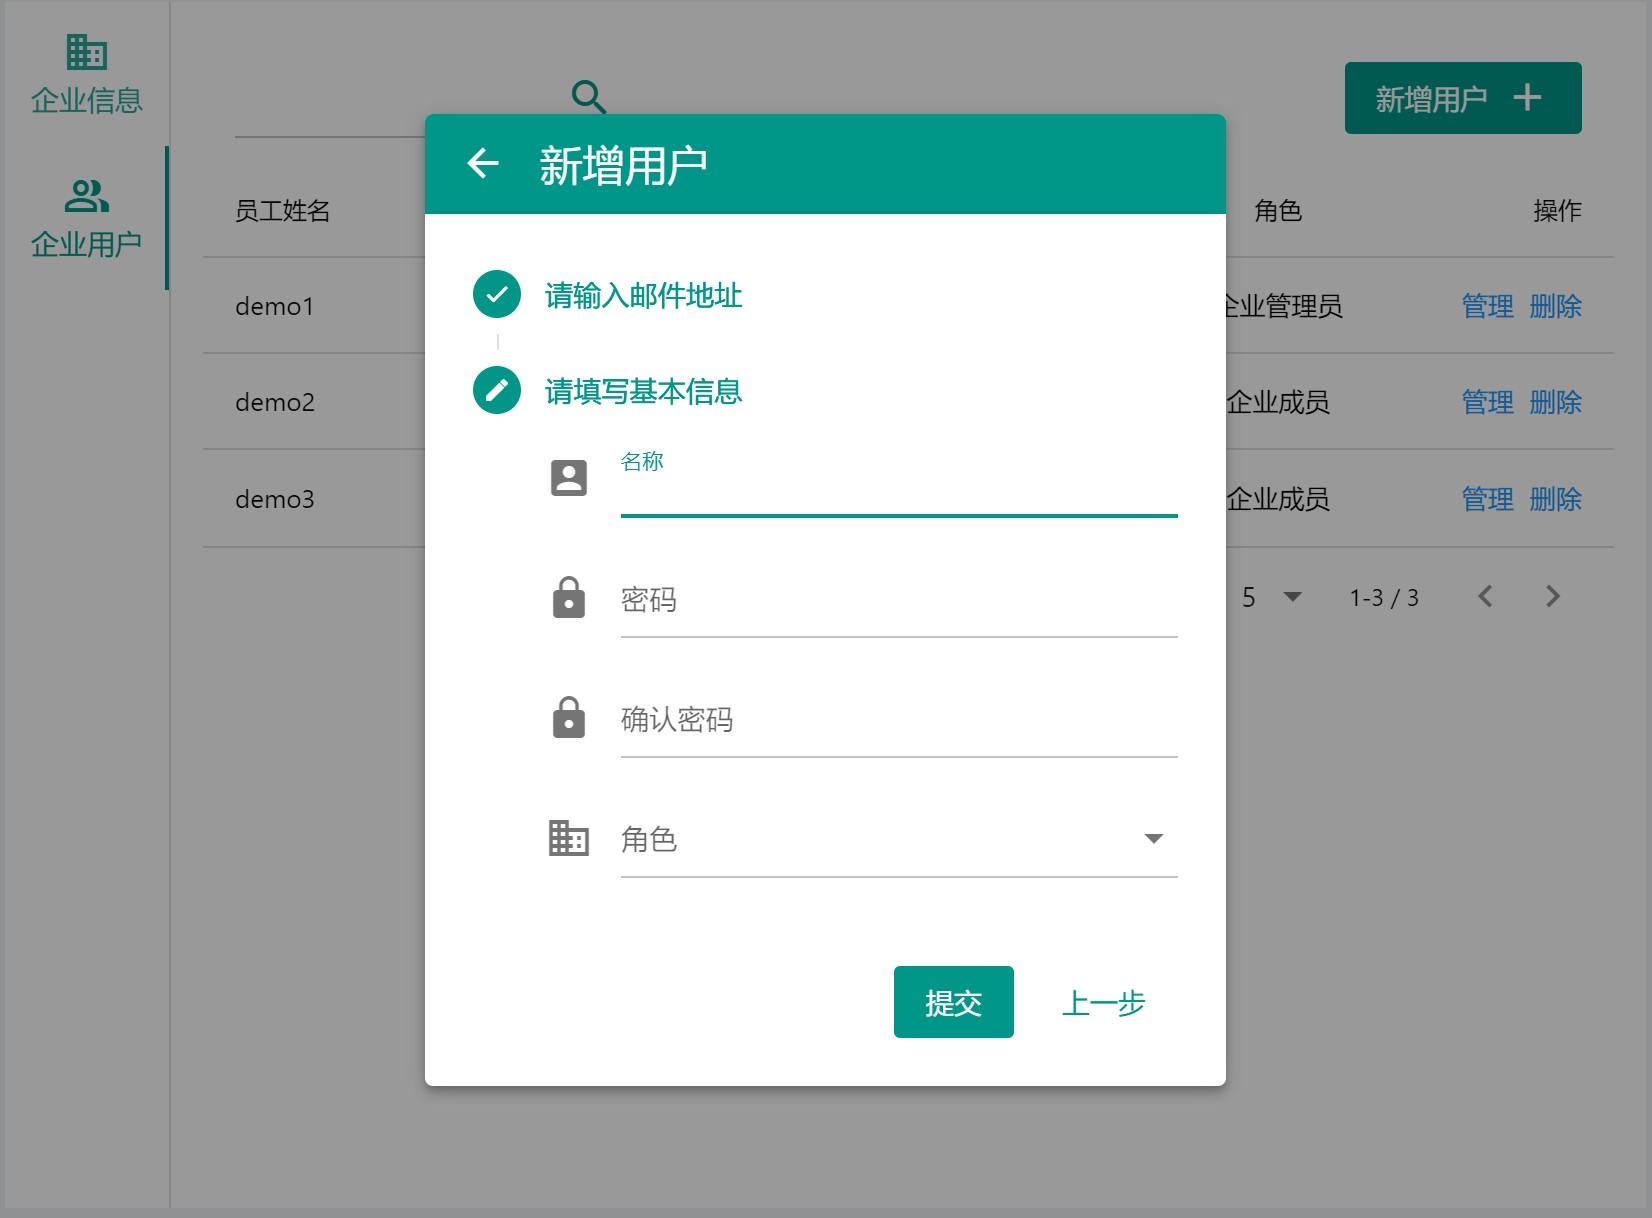 企业信息
企业用户
新增用户
员工姓名
角色
操作
demo1
企业管理员
管理 删除
demo2
企业成员
管理 删除
demo3
企业成员
管理 删除
5
1-3 / 3
新增用户
请输入邮件地址
请填写基本信息
名称
密码
确认密码
角色
提交
上一步